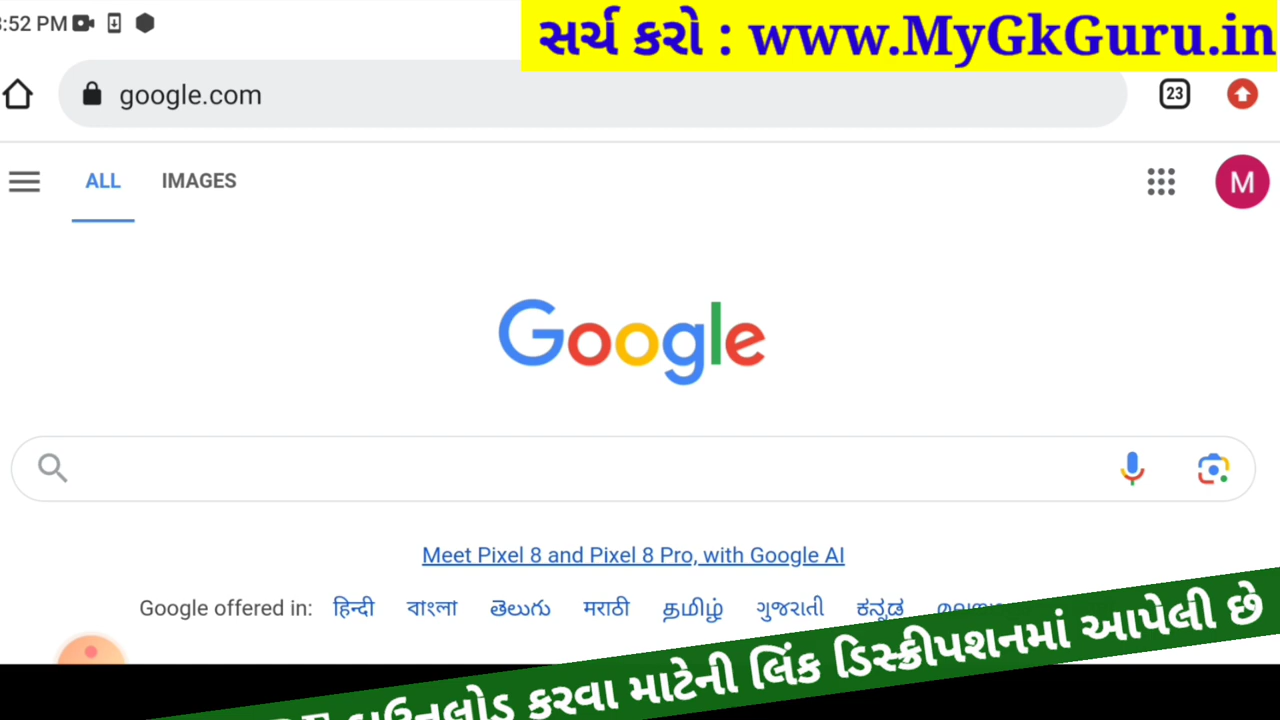 :52 PM
સર્ચ કરો : www.MyGkGuru.in
google.com
23
ALL IMAGES
M
Google
Meet Pixel 8 and Pixel 8 Pro, with Google AI
Google offered in: हिन्दी বাংলা తెలుగు मराठी தமிழ் ગુજરાતી ಕನ್ನಡ
ડાઉનલોડ કરવા માટેની લિંક ડિસ્ક્રીપશનમાં આપેલી છે